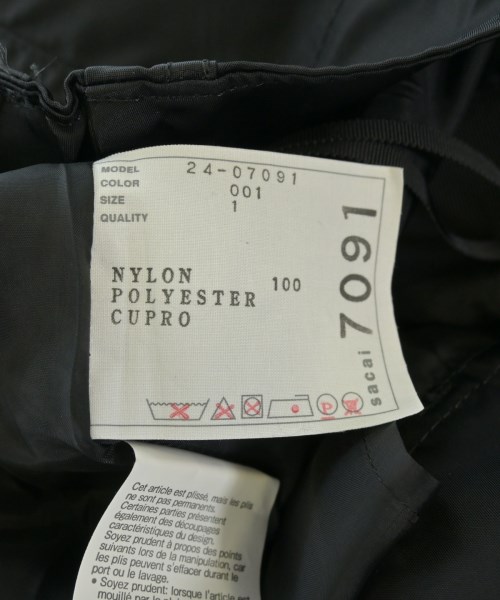 MODEL 24-07091
COLOR 001
SIZE 1
QUALITY
NYLON 100
POLYESTER
CUPRO
sacai 7091
P
Cet article est plissé, mais les plis
ne sont pas permanents.
Certaines parties présentent
également des découpages
caractéristiques du design.
Soyez prudent à propos des points
suivants lors de la manipulation, car
les plis peuvent s'effacer durant le
port ou le lavage.
• Soyez prudent: lorsque l'article est
mouillé par